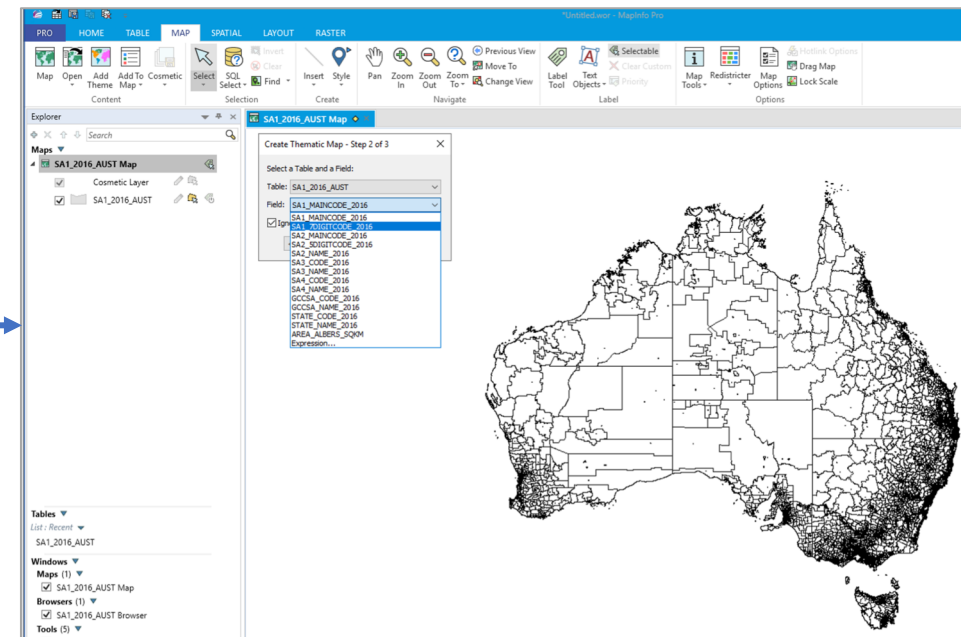 *Untitled.wor - MapInfo Pro
PRO HOME TABLE MAP SPATIAL LAYOUT RASTER
Map Open Add Theme Add To Map Cosmetic
Content
Select SQL Select Invert Clear Find
Selection
Insert Style
Create
Pan Zoom In Zoom Out Zoom To Previous View Move To Change View
Navigate
Label Tool Text Objects Selectable Clear Custom Priority
Label
Map Tools Redistricter Map Options Hotlink Options Drag Map Lock Scale
Options
Explorer
Search
Maps
SA1_2016_AUST Map
Cosmetic Layer
SA1_2016_AUST
Tables
List : Recent
SA1_2016_AUST
Windows
Maps (1)
SA1_2016_AUST Map
Browsers (1)
SA1_2016_AUST Browser
Tools (5)
SA1_2016_AUST Map
Create Thematic Map - Step 2 of 3
Select a Table and a Field:
Table: SA1_2016_AUST
Field: SA1_MAINCODE_2016
SA1_MAINCODE_2016
SA1_7DIGITCODE_2016
SA2_MAINCODE_2016
SA2_5DIGITCODE_2016
SA2_NAME_2016
SA3_CODE_2016
SA3_NAME_2016
SA4_CODE_2016
SA4_NAME_2016
GCCSA_CODE_2016
GCCSA_NAME_2016
STATE_CODE_2016
STATE_NAME_2016
AREA_ALBERS_SQKM
Expression...